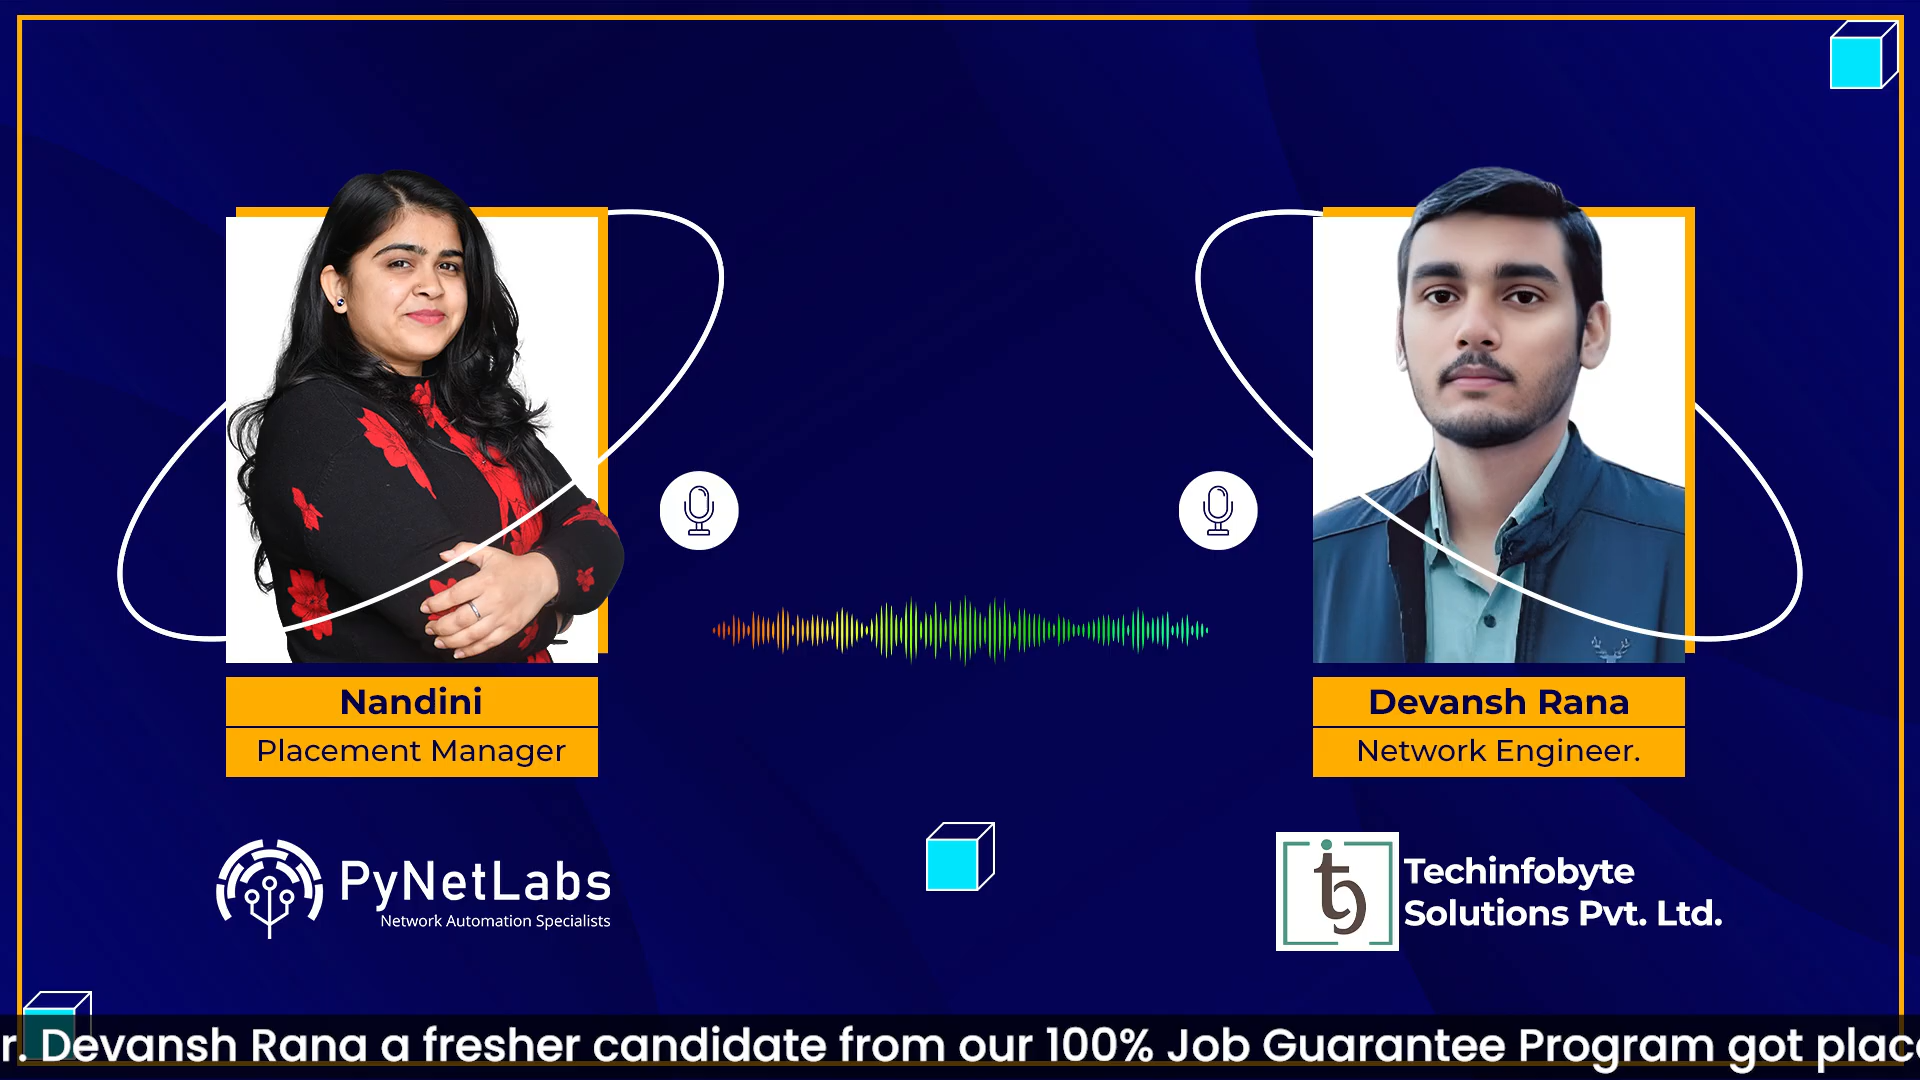 Nandini
Placement Manager
Devansh Rana
Network Engineer.
PyNetLabs
Network Automation Specialists
Techinfobyte
Solutions Pvt. Ltd.
r. Devansh Rana a fresher candidate from our 100% Job Guarantee Program got plac